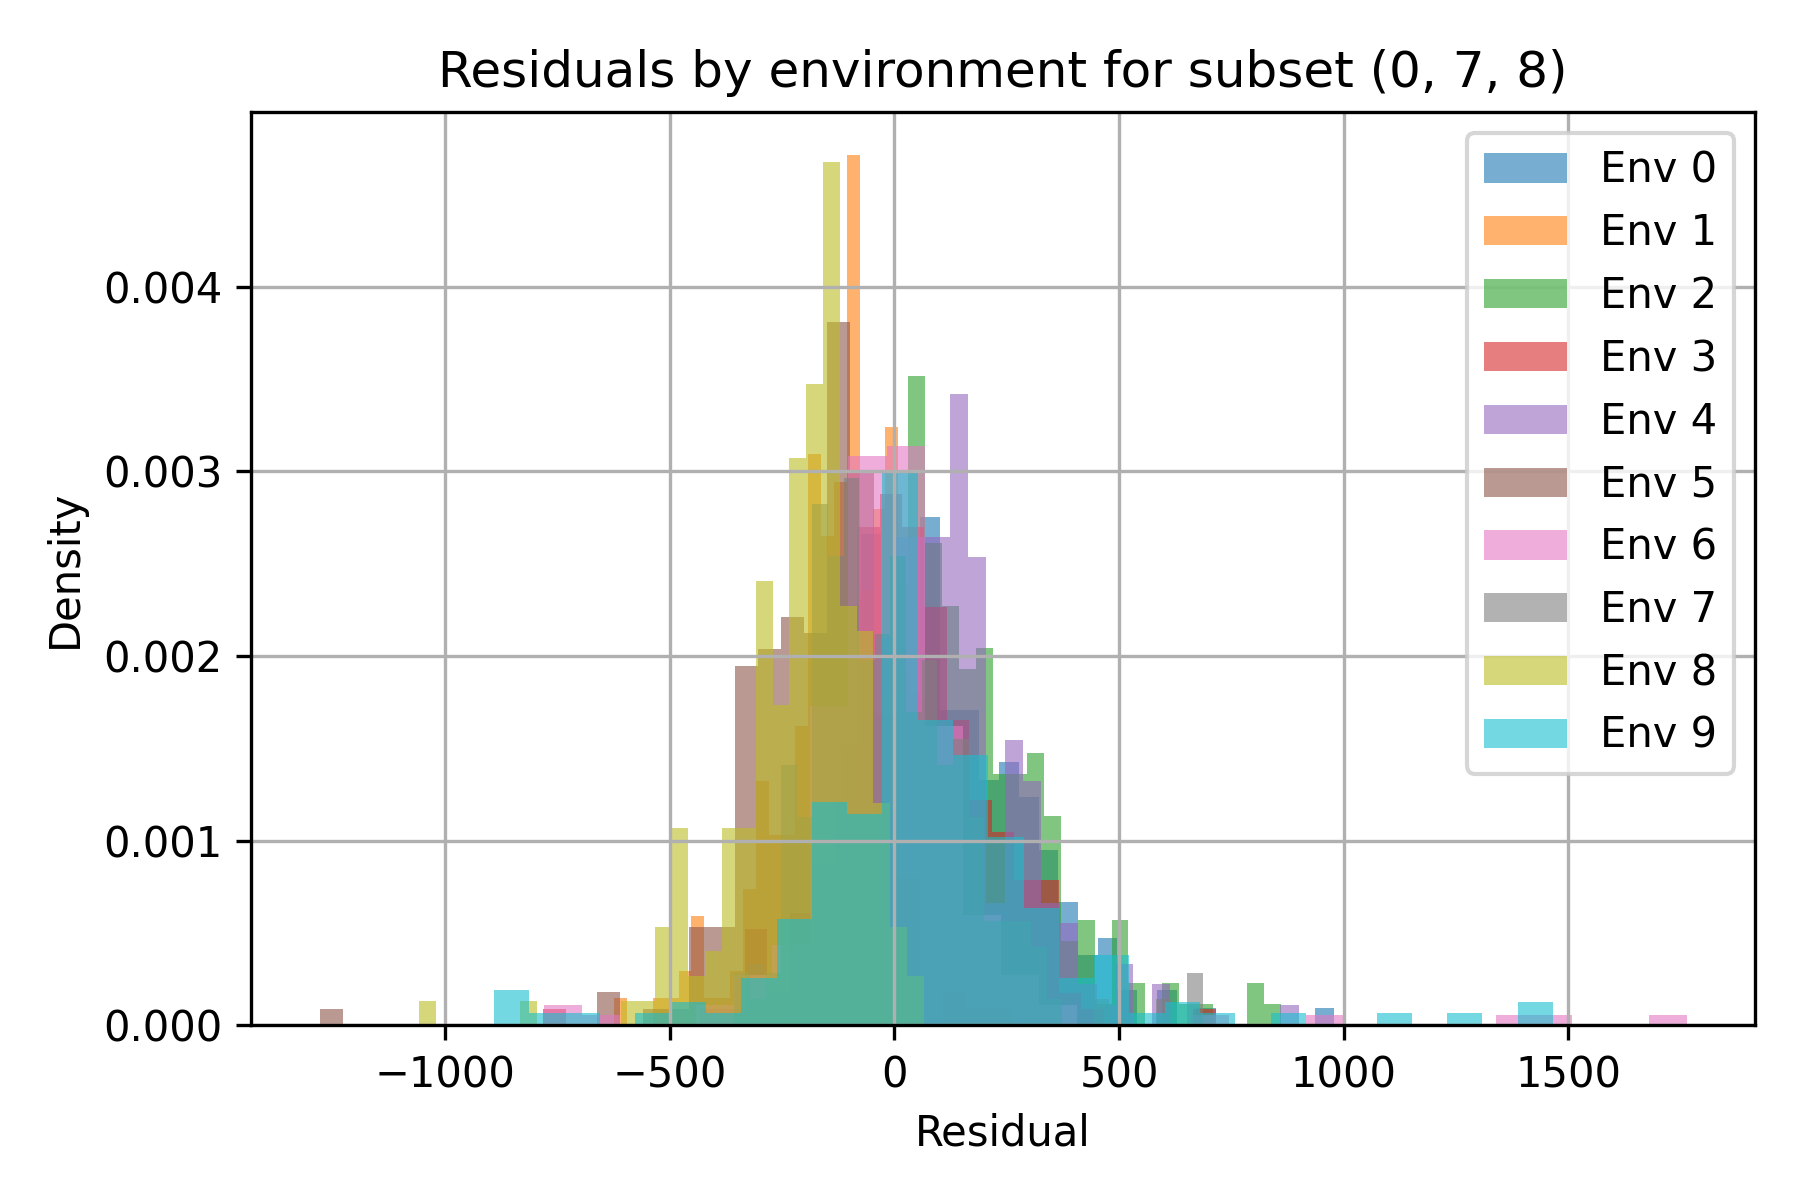 Residuals by environment for subset (0, 7, 8)
Env 0
Env 1
Env 2
Env 3
Env 4
Env 5
Env 6
Env 7
Env 8
Env 9
Density
0.004
0.003
0.002
0.001
0.000
−1000 −500 0 500 1000 1500
Residual